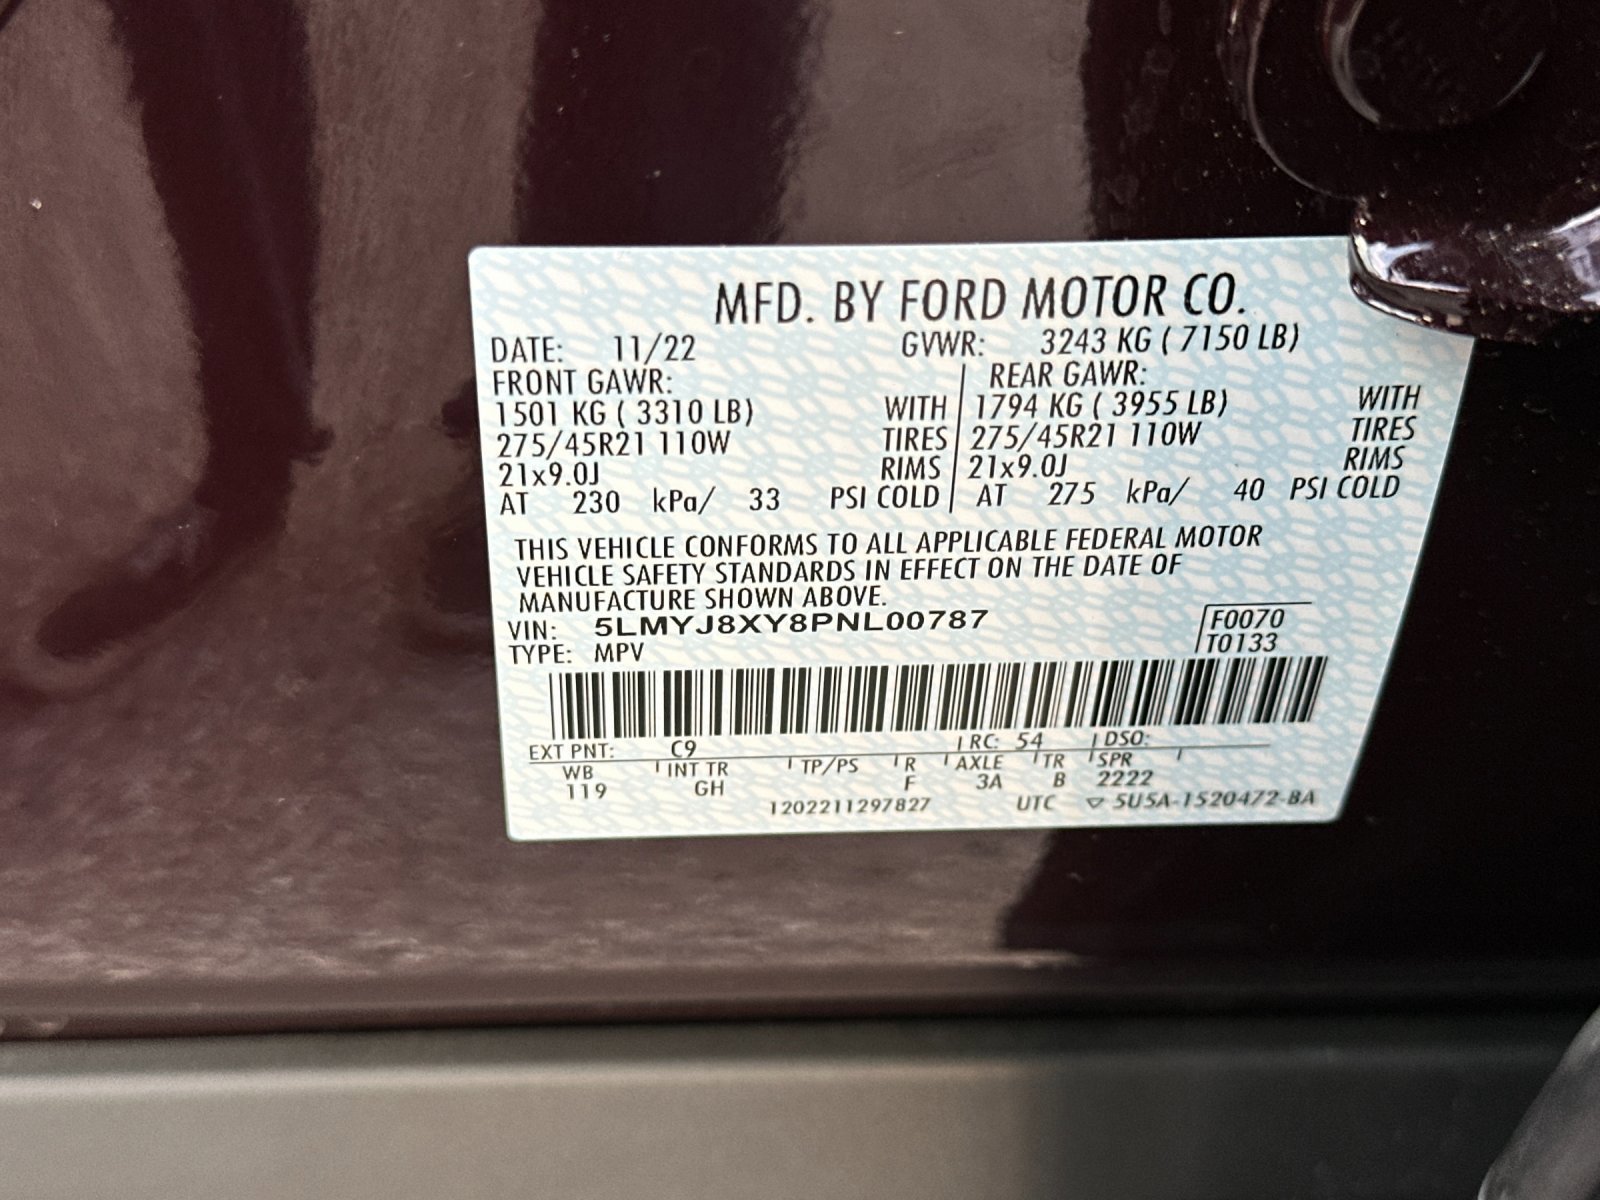 MFD. BY FORD MOTOR CO.
DATE: 11/22 GVWR: 3243 KG ( 7150 LB)
FRONT GAWR: REAR GAWR:
1501 KG ( 3310 LB) WITH 1794 KG ( 3955 LB) WITH
275/45R21 110W TIRES 275/45R21 110W TIRES
21x9.0J RIMS 21x9.0J RIMS
AT 230 kPa/ 33 PSI COLD AT 275 kPa/ 40 PSI COLD
THIS VEHICLE CONFORMS TO ALL APPLICABLE FEDERAL MOTOR
VEHICLE SAFETY STANDARDS IN EFFECT ON THE DATE OF
MANUFACTURE SHOWN ABOVE.
VIN: 5LMYJ8XY8PNL00787 F0070
TYPE: MPV T0133
EXT PNT: C9 RC: 54 DSO:
WB INT TR TP/PS R AXLE TR SPR
119 GH F 3A B 2222
1202211297827 UTC ▽ 5U5A-1520472-BA